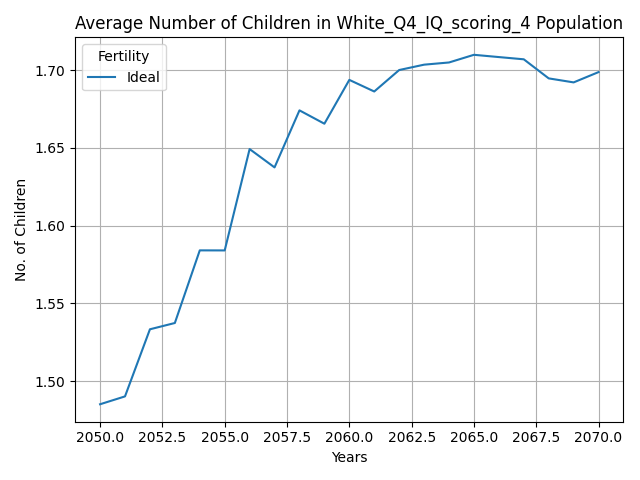 Average Number of Children in White_Q4_IQ_scoring_4 Population
Fertility
Ideal
No. of Children
1.70
1.65
1.60
1.55
1.50
2050.0 2052.5 2055.0 2057.5 2060.0 2062.5 2065.0 2067.5 2070.0
Years